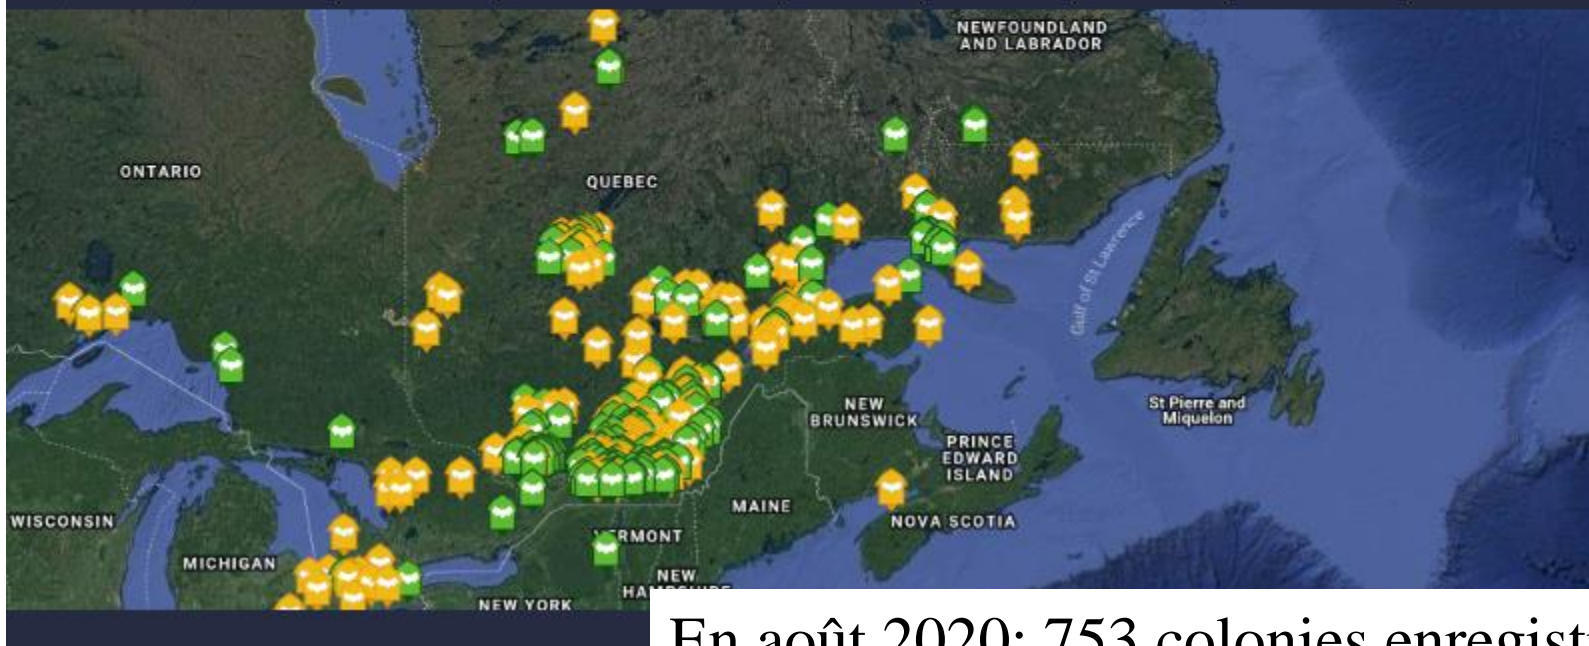 NEWFOUNDLAND
AND LABRADOR
ONTARIO
QUEBEC
Gulf of St Lawrence
St Pierre and
Miquelon
NEW
BRUNSWICK
PRINCE
EDWARD
ISLAND
MAINE
NOVA SCOTIA
WISCONSIN
MICHIGAN
NEW
NEW YORK
En août 2020: 753 colonies